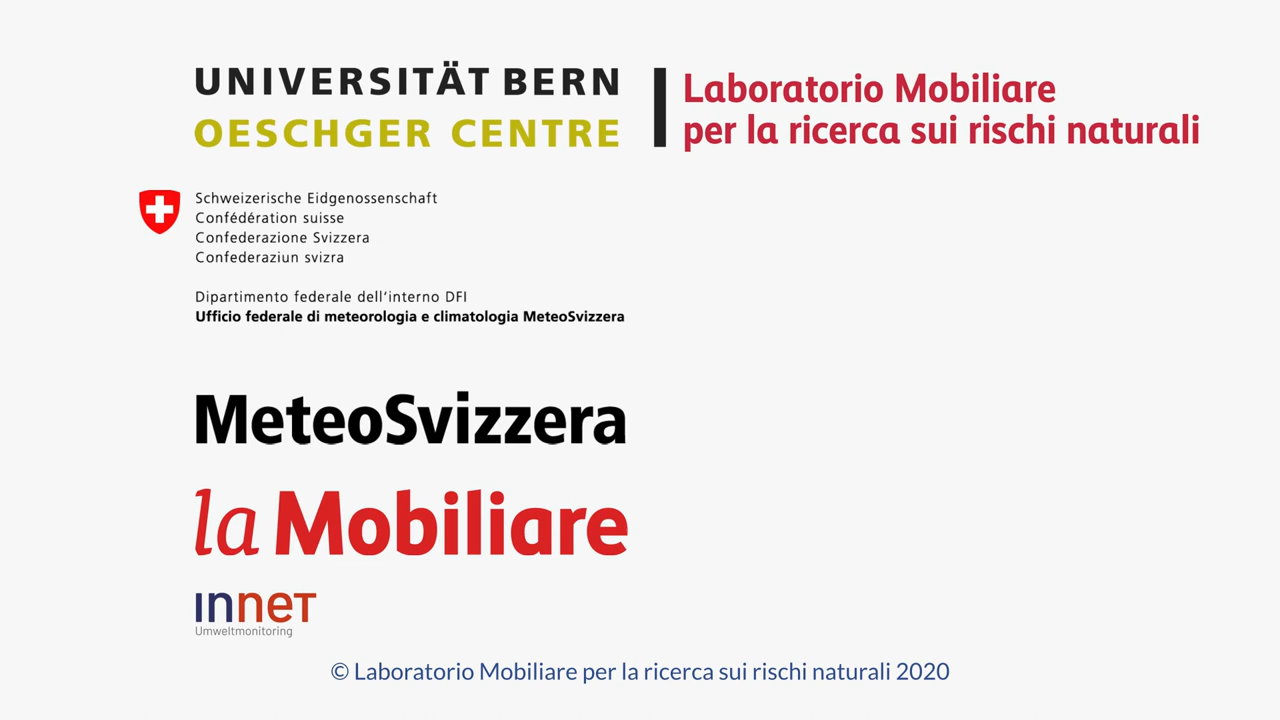 UNIVERSITÄT BERN
OESCHGER CENTRE
Laboratorio Mobiliare
per la ricerca sui rischi naturali
Schweizerische Eidgenossenschaft
Confédération suisse
Confederazione Svizzera
Confederaziun svizra
Dipartimento federale dell'interno DFI
Ufficio federale di meteorologia e climatologia MeteoSvizzera
MeteoSvizzera
la Mobiliare
ınneT
Umweltmonitoring
© Laboratorio Mobiliare per la ricerca sui rischi naturali 2020